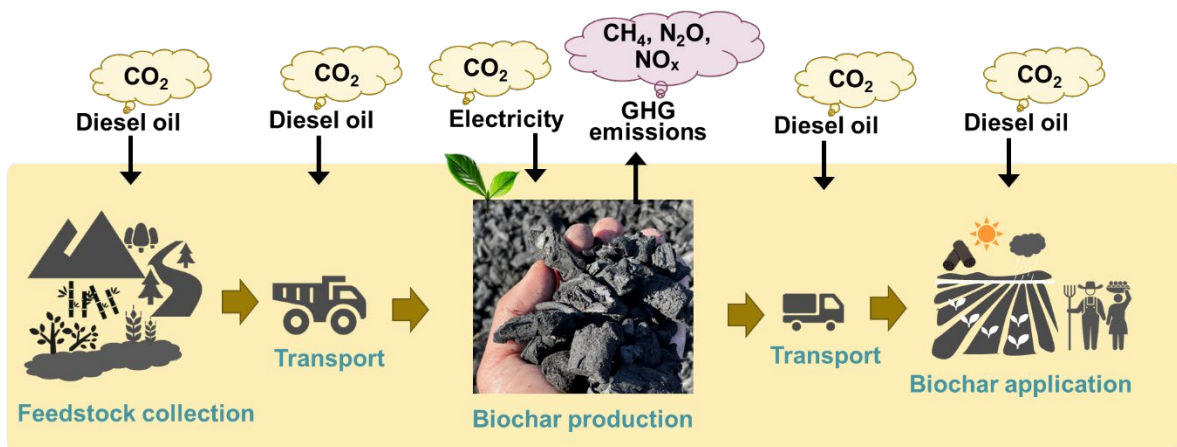 CO₂
Diesel oil
CO₂
Diesel oil
CO₂
Electricity
CH₄, N₂O,
NOₓ
GHG
emissions
CO₂
Diesel oil
CO₂
Diesel oil
Feedstock collection
Transport
Biochar production
Transport
Biochar application